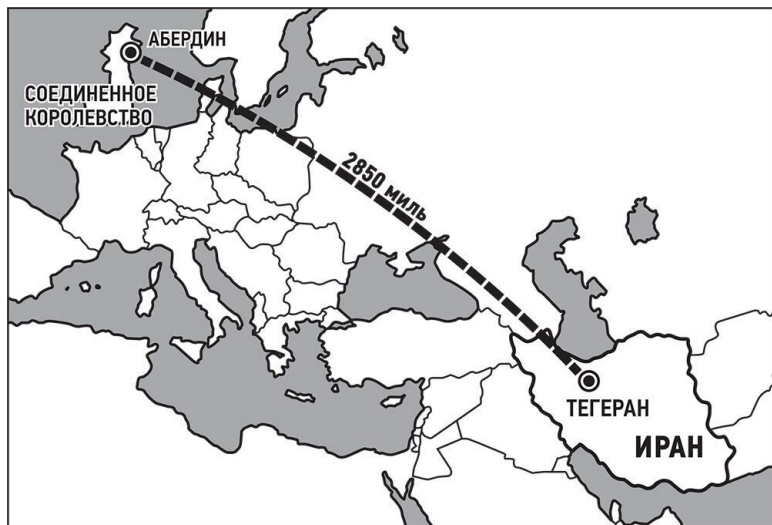 АБЕРДИН
СОЕДИНЕННОЕ
КОРОЛЕВСТВО
2850 МИЛЬ
ТЕГЕРАН
ИРАН